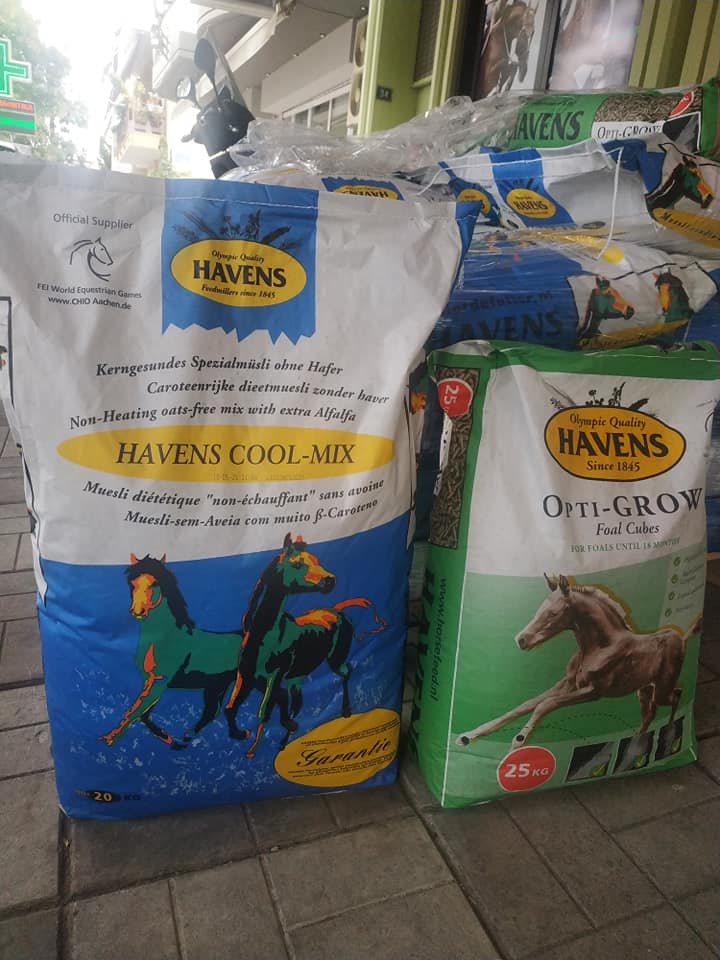 Official Supplier
FEI World Equestrian Games
www.CHIO Aachen.de
Olympic Quality
HAVENS
Feedmillers since 1845
Kerngesundes Spezialmüsli ohne Hafer
Caroteenrijke dieetmuesli zonder haver
Non-Heating oats-free mix with extra Alfalfa
HAVENS COOL-MIX
Muesli diététique "non-échauffant" sans avoine
Muesli-sem-Aveia com muito ß-Caroteno
Garantie
20 KG
25
Olympic Quality
HAVENS
Since 1845
OPTI-GROW
Foal Cubes
FOR FOALS UNTIL 18 MONTHS
www.horsefeed.nl
25 KG
HAVENS
OPTI-GROW
HAVENS
HAVENS
HAVENS